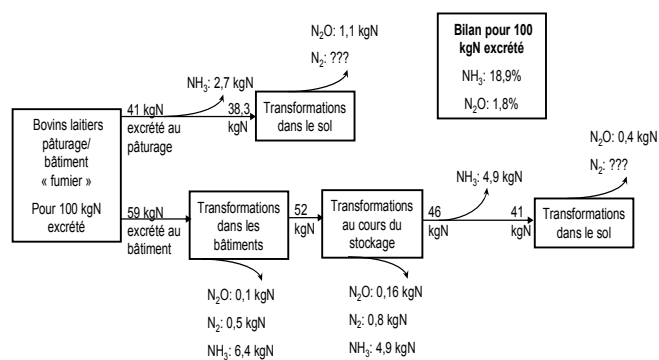 N₂O: 1,1 kgN
N₂: ???
Bilan pour 100
kgN excrété
NH₃: 18,9%
N₂O: 1,8%
NH₃: 2,7 kgN
41 kgN
excrété au
pâturage
38,3
kgN
Transformations
dans le sol
Bovins laitiers
pâturage/
bâtiment
« fumier »
Pour 100 kgN
excrété
N₂O: 0,4 kgN
N₂: ???
NH₃: 4,9 kgN
59 kgN
excrété au
bâtiment
Transformations
dans les
bâtiments
52
kgN
Transformations
au cours du
stockage
46
kgN
41
kgN
Transformations
dans le sol
N₂O: 0,1 kgN
N₂: 0,5 kgN
NH₃: 6,4 kgN
N₂O: 0,16 kgN
N₂: 0,8 kgN
NH₃: 4,9 kgN